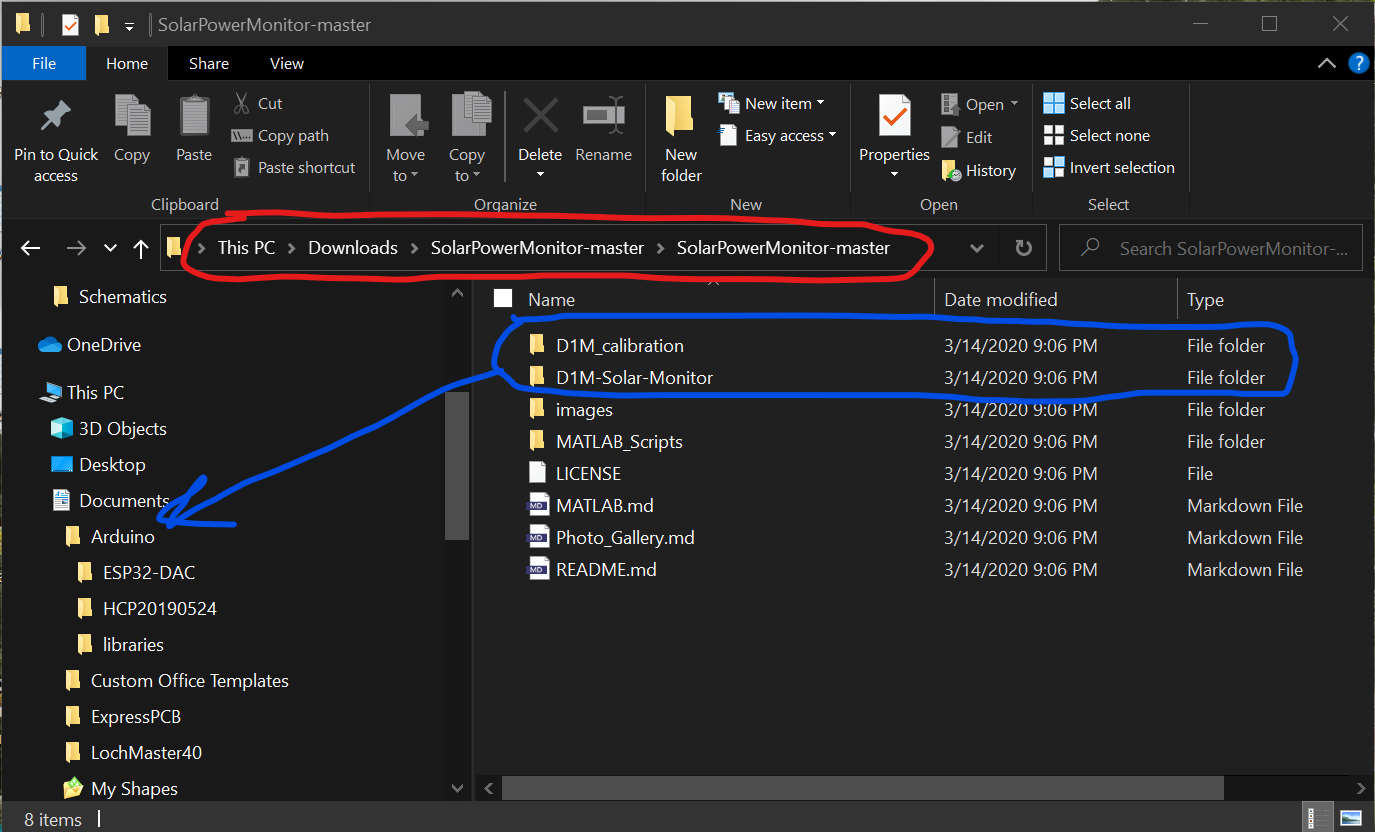 SolarPowerMonitor-master
File Home Share View
Pin to Quick access
Copy
Paste
Cut
Copy path
Paste shortcut
Clipboard
Move to
Copy to
Delete
Rename
Organize
New folder
New item
Easy access
New
Properties
Open
Edit
History
Open
Select all
Select none
Invert selection
Select
This PC > Downloads > SolarPowerMonitor-master > SolarPowerMonitor-master
Search SolarPowerMonitor-...
Schematics
OneDrive
This PC
3D Objects
Desktop
Documents
Arduino
ESP32-DAC
HCP20190524
libraries
Custom Office Templates
ExpressPCB
LochMaster40
My Shapes
Name Date modified Type
D1M_calibration 3/14/2020 9:06 PM File folder
D1M-Solar-Monitor 3/14/2020 9:06 PM File folder
images 3/14/2020 9:06 PM File folder
MATLAB_Scripts 3/14/2020 9:06 PM File folder
LICENSE 3/14/2020 9:06 PM File
MD MATLAB.md 3/14/2020 9:06 PM Markdown File
MD Photo_Gallery.md 3/14/2020 9:06 PM Markdown File
MD README.md 3/14/2020 9:06 PM Markdown File
8 items